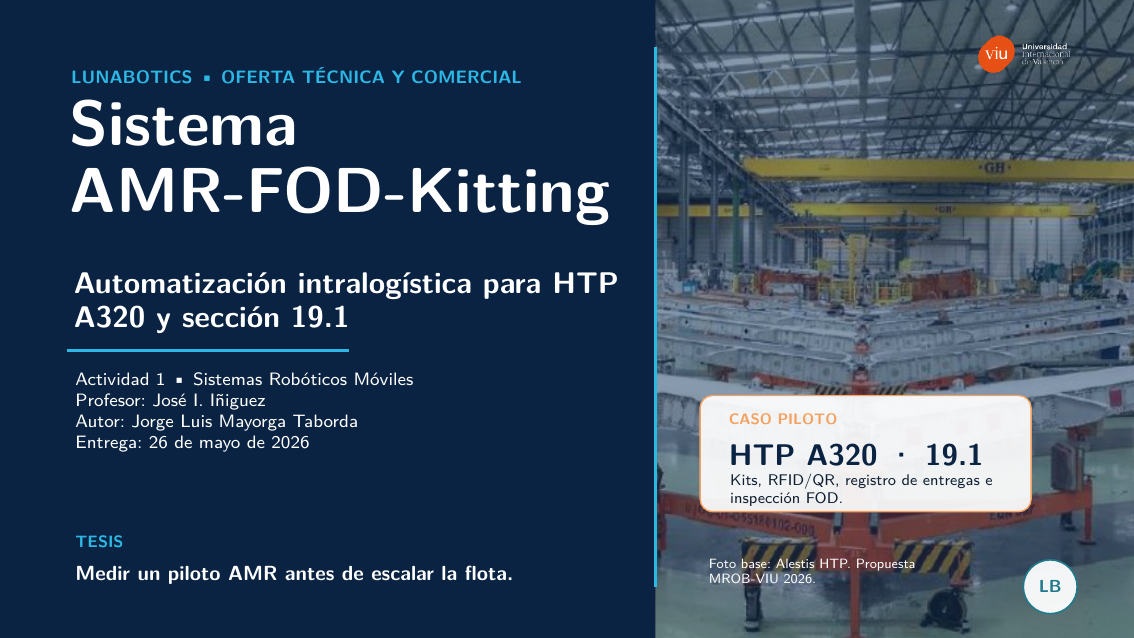 LUNABOTICS ▪ OFERTA TÉCNICA Y COMERCIAL
Sistema
AMR-FOD-Kitting
Automatización intralogística para HTP
A320 y sección 19.1
Actividad 1 ▪ Sistemas Robóticos Móviles
Profesor: José I. Iñiguez
Autor: Jorge Luis Mayorga Taborda
Entrega: 26 de mayo de 2026
TESIS
Medir un piloto AMR antes de escalar la flota.
viu
Universidad
Internacional
de Valencia
GH
GH
CASO PILOTO
HTP A320 · 19.1
Kits, RFID/QR, registro de entregas e
inspección FOD.
Foto base: Alestis HTP. Propuesta
MROB-VIU 2026.
LB